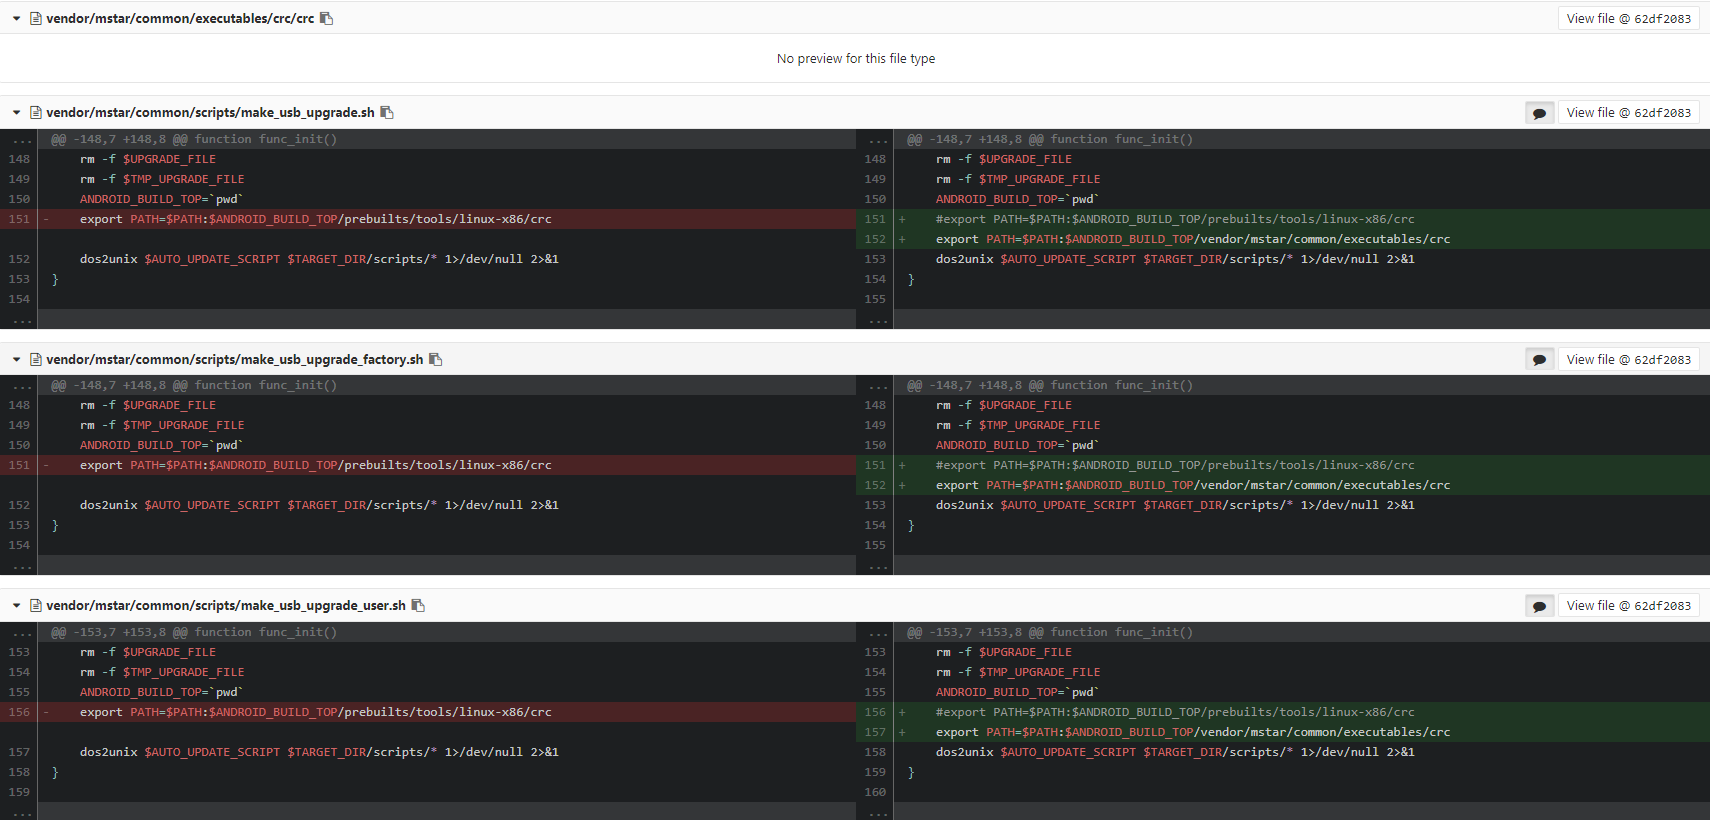 vendor/mstar/common/executables/crc/crc View file @ 62df2083
No preview for this file type
vendor/mstar/common/scripts/make_usb_upgrade.sh View file @ 62df2083
... @@ -148,7 +148,8 @@ function func_init() ... @@ -148,7 +148,8 @@ function func_init()
148 rm -f $UPGRADE_FILE 148 rm -f $UPGRADE_FILE
149 rm -f $TMP_UPGRADE_FILE 149 rm -f $TMP_UPGRADE_FILE
150 ANDROID_BUILD_TOP=`pwd` 150 ANDROID_BUILD_TOP=`pwd`
151 - export PATH=$PATH:$ANDROID_BUILD_TOP/prebuilts/tools/linux-x86/crc 151 + #export PATH=$PATH:$ANDROID_BUILD_TOP/prebuilts/tools/linux-x86/crc
152 + export PATH=$PATH:$ANDROID_BUILD_TOP/vendor/mstar/common/executables/crc
152 dos2unix $AUTO_UPDATE_SCRIPT $TARGET_DIR/scripts/* 1>/dev/null 2>&1 153 dos2unix $AUTO_UPDATE_SCRIPT $TARGET_DIR/scripts/* 1>/dev/null 2>&1
153 } 154 }
154 155
... ...
vendor/mstar/common/scripts/make_usb_upgrade_factory.sh View file @ 62df2083
... @@ -148,7 +148,8 @@ function func_init() ... @@ -148,7 +148,8 @@ function func_init()
148 rm -f $UPGRADE_FILE 148 rm -f $UPGRADE_FILE
149 rm -f $TMP_UPGRADE_FILE 149 rm -f $TMP_UPGRADE_FILE
150 ANDROID_BUILD_TOP=`pwd` 150 ANDROID_BUILD_TOP=`pwd`
151 - export PATH=$PATH:$ANDROID_BUILD_TOP/prebuilts/tools/linux-x86/crc 151 + #export PATH=$PATH:$ANDROID_BUILD_TOP/prebuilts/tools/linux-x86/crc
152 + export PATH=$PATH:$ANDROID_BUILD_TOP/vendor/mstar/common/executables/crc
152 dos2unix $AUTO_UPDATE_SCRIPT $TARGET_DIR/scripts/* 1>/dev/null 2>&1 153 dos2unix $AUTO_UPDATE_SCRIPT $TARGET_DIR/scripts/* 1>/dev/null 2>&1
153 } 154 }
154 155
... ...
vendor/mstar/common/scripts/make_usb_upgrade_user.sh View file @ 62df2083
... @@ -153,7 +153,8 @@ function func_init() ... @@ -153,7 +153,8 @@ function func_init()
153 rm -f $UPGRADE_FILE 153 rm -f $UPGRADE_FILE
154 rm -f $TMP_UPGRADE_FILE 154 rm -f $TMP_UPGRADE_FILE
155 ANDROID_BUILD_TOP=`pwd` 155 ANDROID_BUILD_TOP=`pwd`
156 - export PATH=$PATH:$ANDROID_BUILD_TOP/prebuilts/tools/linux-x86/crc 156 + #export PATH=$PATH:$ANDROID_BUILD_TOP/prebuilts/tools/linux-x86/crc
157 + export PATH=$PATH:$ANDROID_BUILD_TOP/vendor/mstar/common/executables/crc
157 dos2unix $AUTO_UPDATE_SCRIPT $TARGET_DIR/scripts/* 1>/dev/null 2>&1 158 dos2unix $AUTO_UPDATE_SCRIPT $TARGET_DIR/scripts/* 1>/dev/null 2>&1
158 } 159 }
159 160
... ...